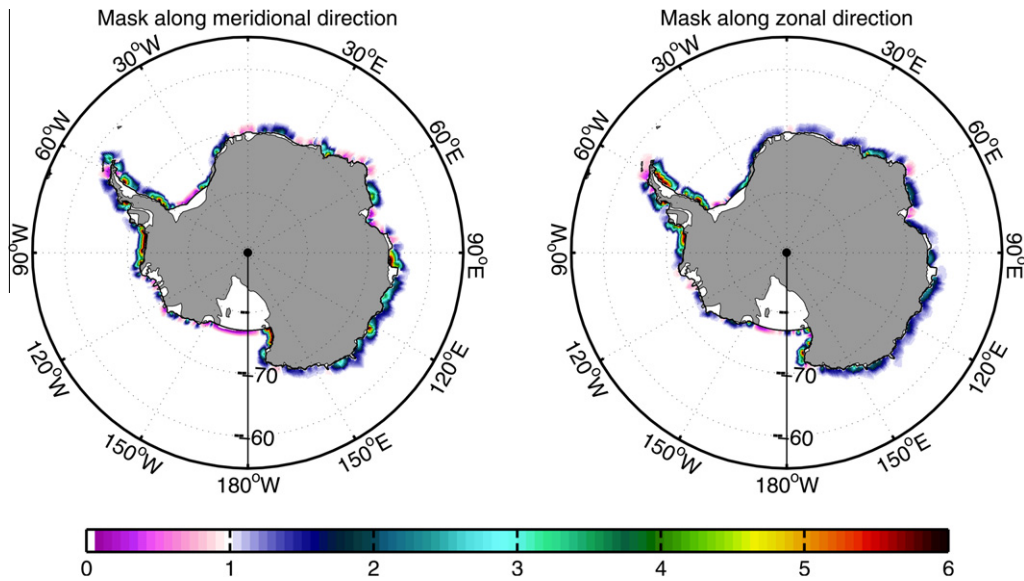 Mask along meridional direction
30°W
30°E
60°W
60°E
90°W
90°E
120°W
120°E
150°W
150°E
180°W
-70
-60
Mask along zonal direction
30°W
30°E
60°W
60°E
90°W
90°E
120°W
120°E
150°W
150°E
180°W
-70
-60
0 1 2 3 4 5 6